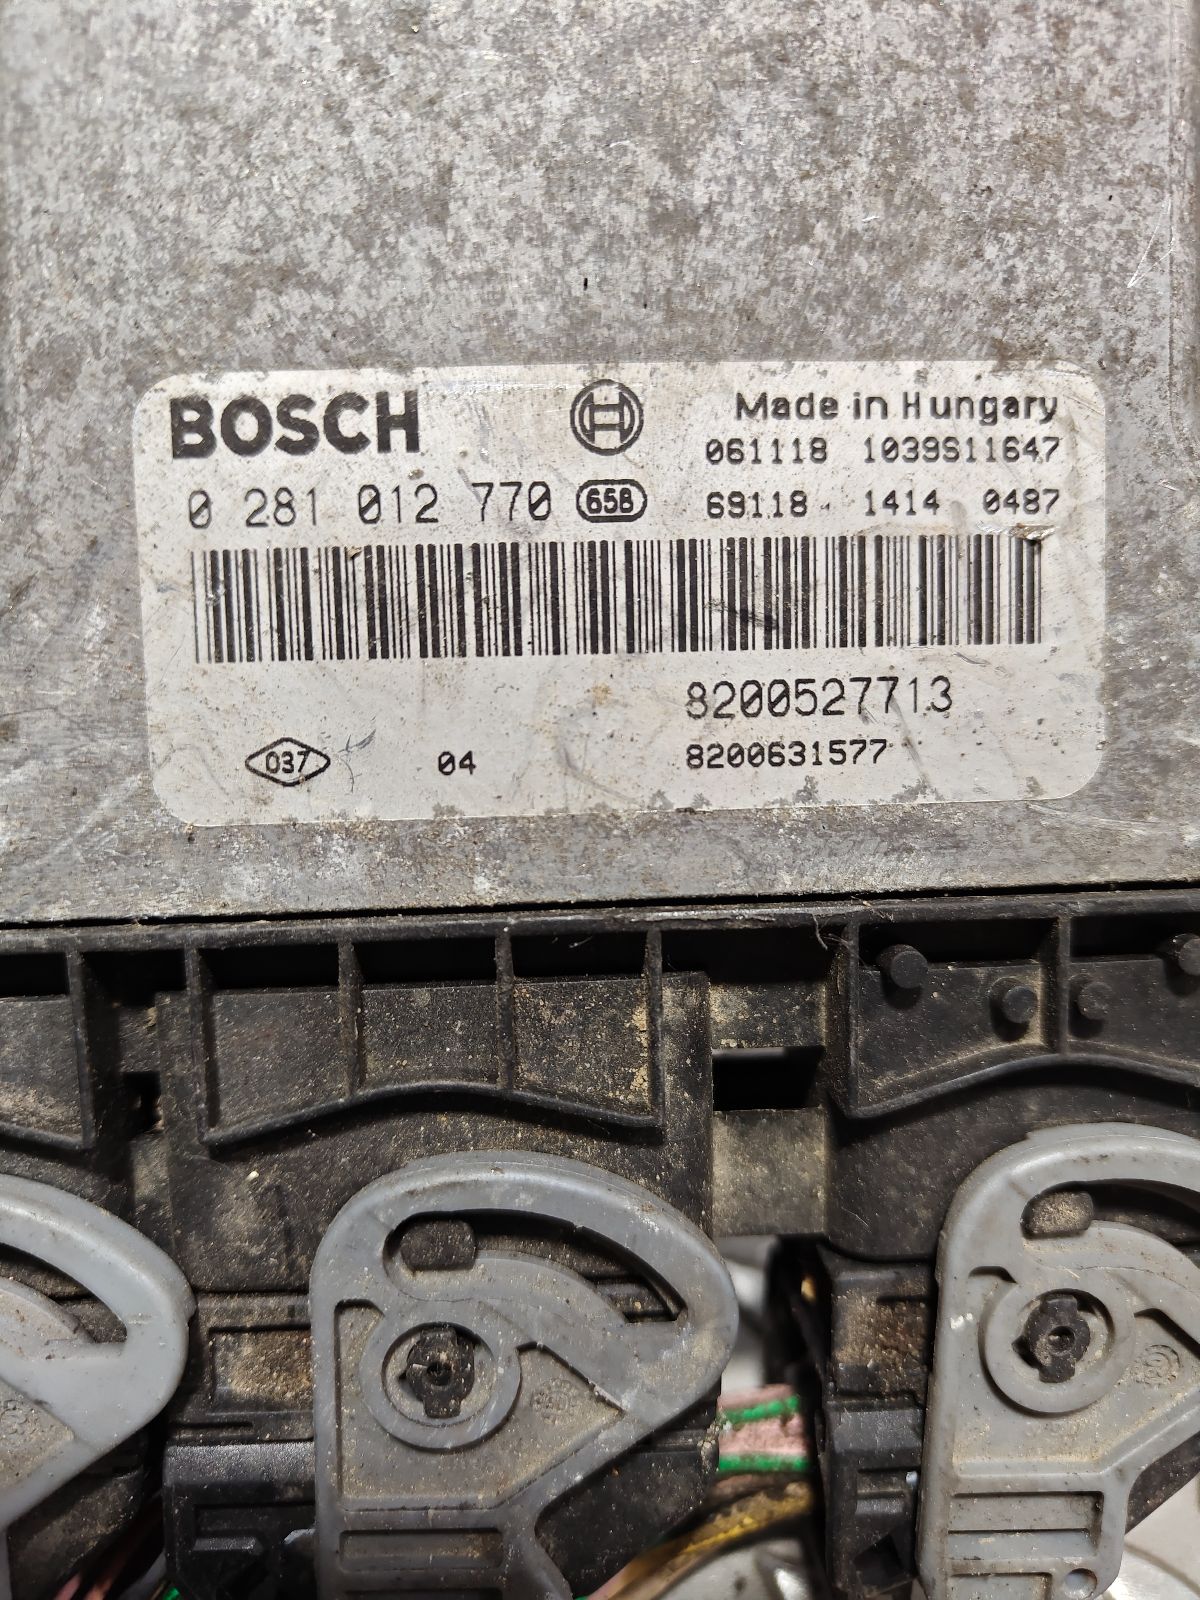 BOSCH
Made in Hungary
061118 1039S11647
0 281 012 770 658
69118 1414 0487
8200527713
037 04 8200631577